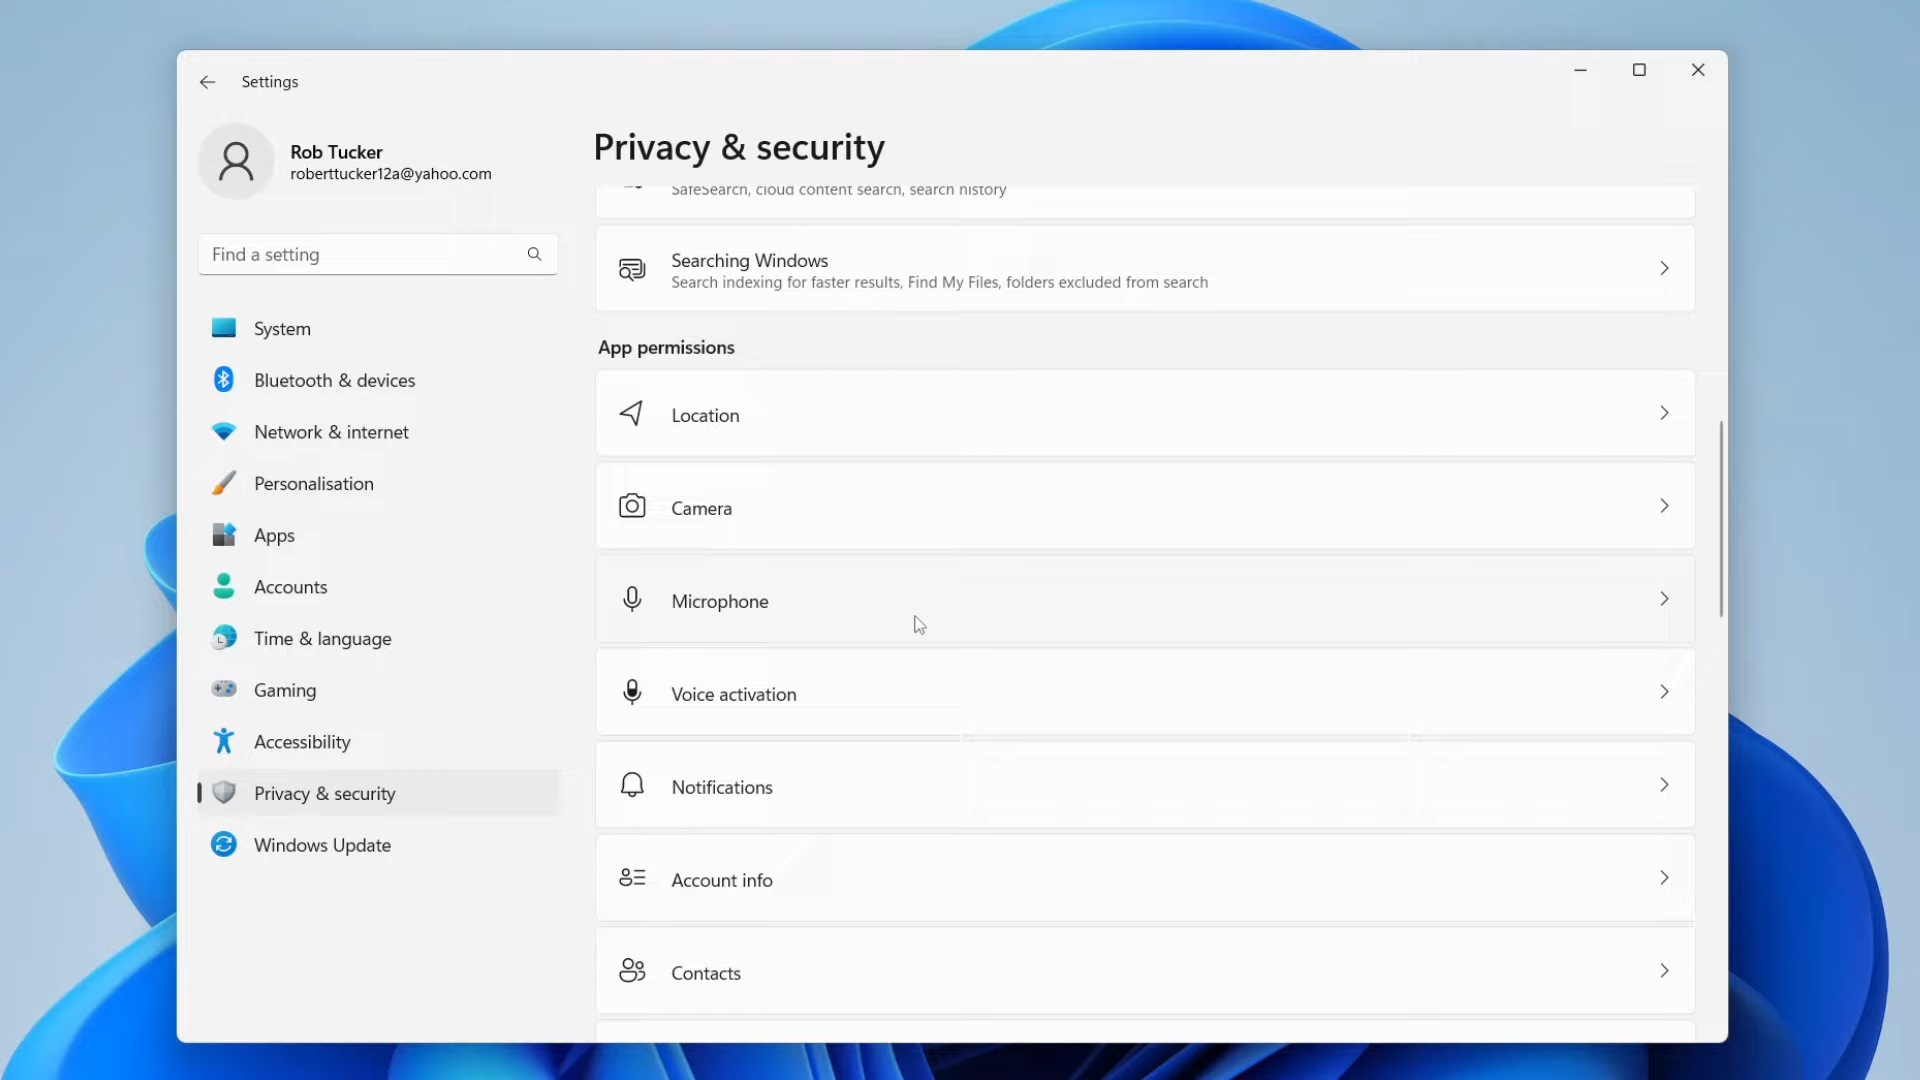 Settings
Rob Tucker
roberttucker12a@yahoo.com
Find a setting
System
Bluetooth & devices
Network & internet
Personalisation
Apps
Accounts
Time & language
Gaming
Accessibility
Privacy & security
Windows Update
Privacy & security
SafeSearch, cloud content search, search history
Searching Windows
Search indexing for faster results, Find My Files, folders excluded from search
App permissions
Location
Camera
Microphone
Voice activation
Notifications
Account info
Contacts